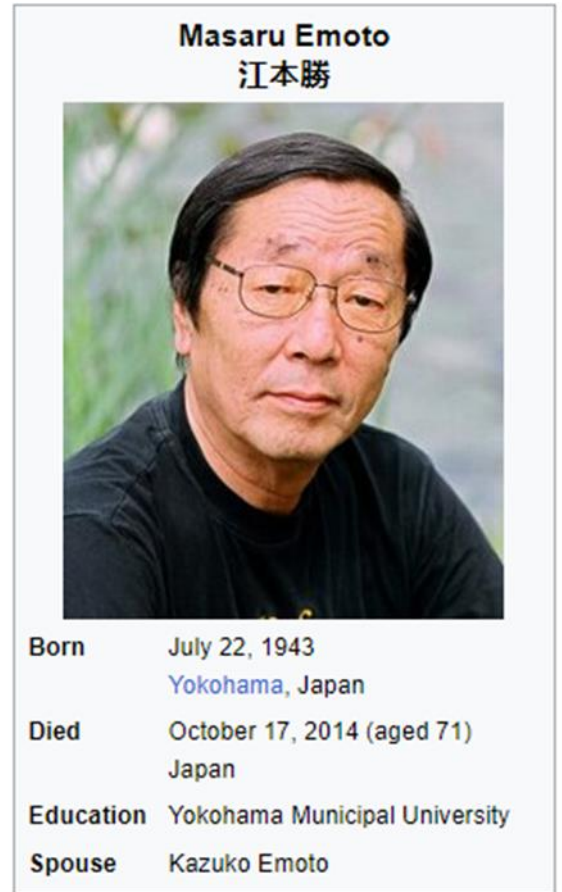 Masaru Emoto
江本勝
Born July 22, 1943
Yokohama, Japan
Died October 17, 2014 (aged 71)
Japan
Education Yokohama Municipal University
Spouse Kazuko Emoto